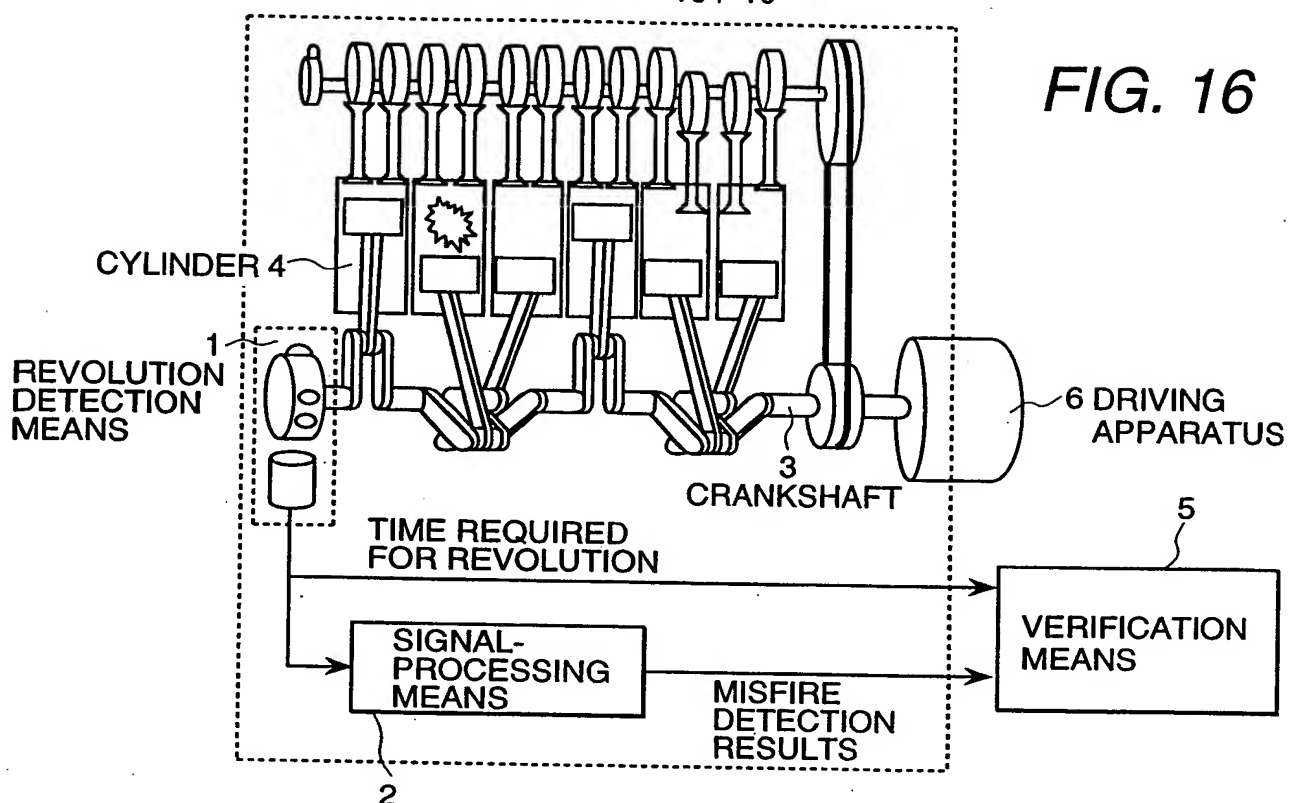 FIG. 16
CYLINDER 4
1
REVOLUTION
DETECTION
MEANS
6 DRIVING
APPARATUS
3
CRANKSHAFT
TIME REQUIRED
FOR REVOLUTION
5
VERIFICATION
MEANS
SIGNAL-
PROCESSING
MEANS
MISFIRE
DETECTION
RESULTS
2